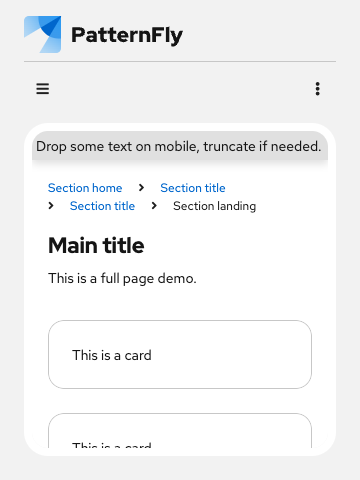 PatternFly
Drop some text on mobile, truncate if needed.
Section home > Section title
> Section title > Section landing
Main title
This is a full page demo.
This is a card
This is a card